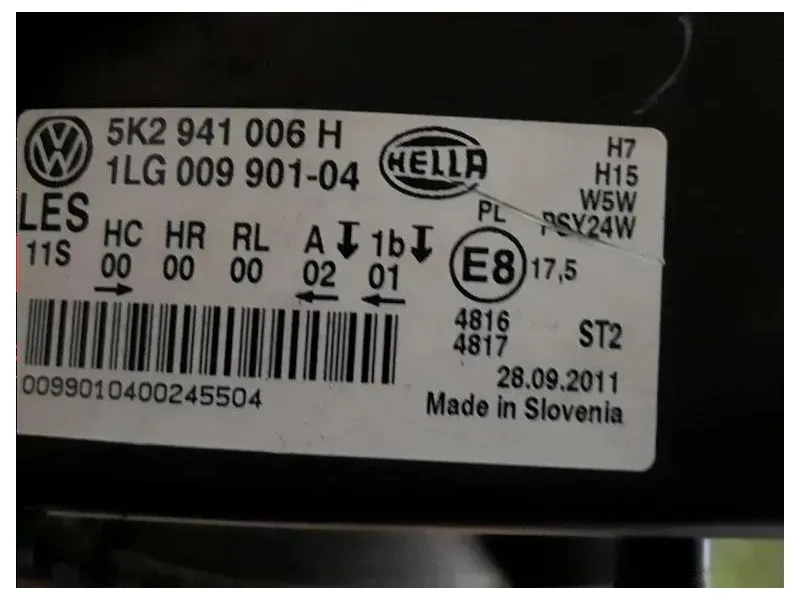 5K2 941 006 H
1LG 009 901-04
HELLA
H7
H15
W5W
PSY24W
LES
11S
HC HR RL A 1b
00 00 00 02 01
PL
E8 17,5
4816
4817
ST2
28.09.2011
Made in Slovenia
0099010400245504